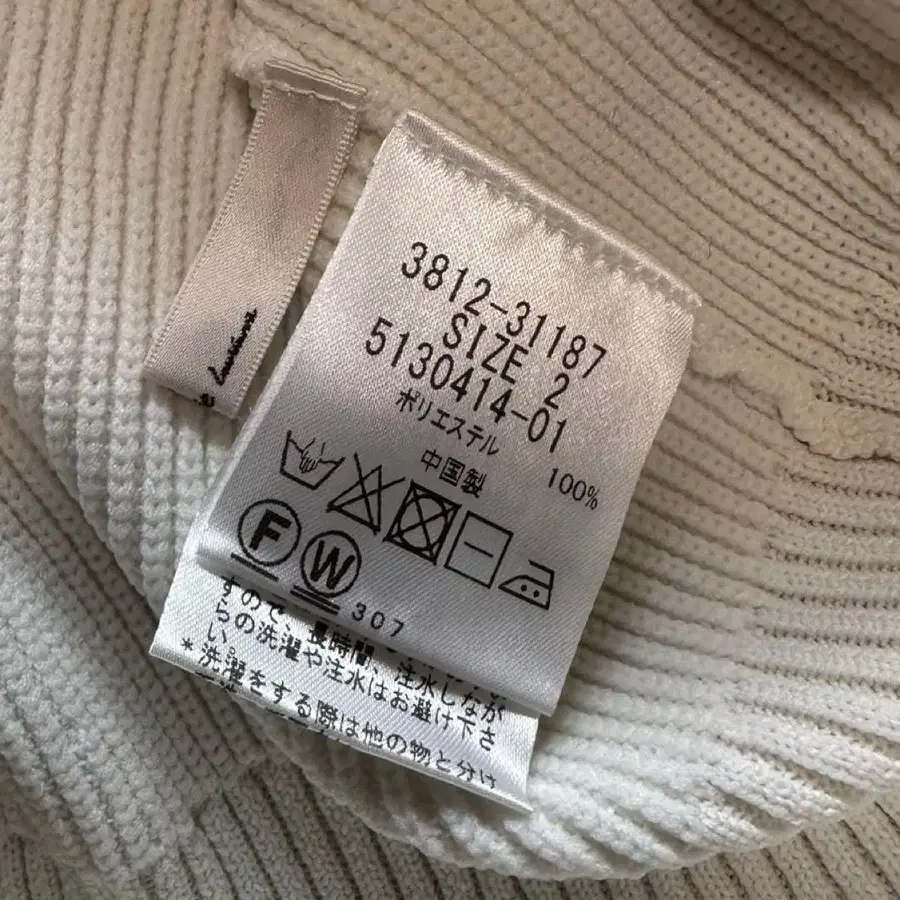 3812-31187
SIZE 2
5130414-01
ポリエステル 100%
中国製
F W
307
すので、長時間、注水しなが
らの洗濯や注水はお避け下さ
い。
*洗濯をする際は他の物と分け